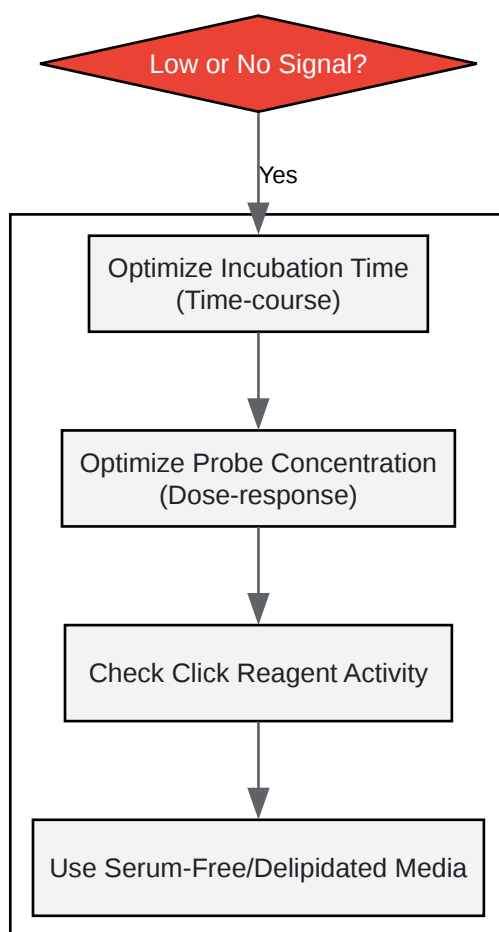 Low or No Signal?
Yes
Optimize Incubation Time
(Time-course)
Optimize Probe Concentration
(Dose-response)
Check Click Reagent Activity
Use Serum-Free/Delipidated Media